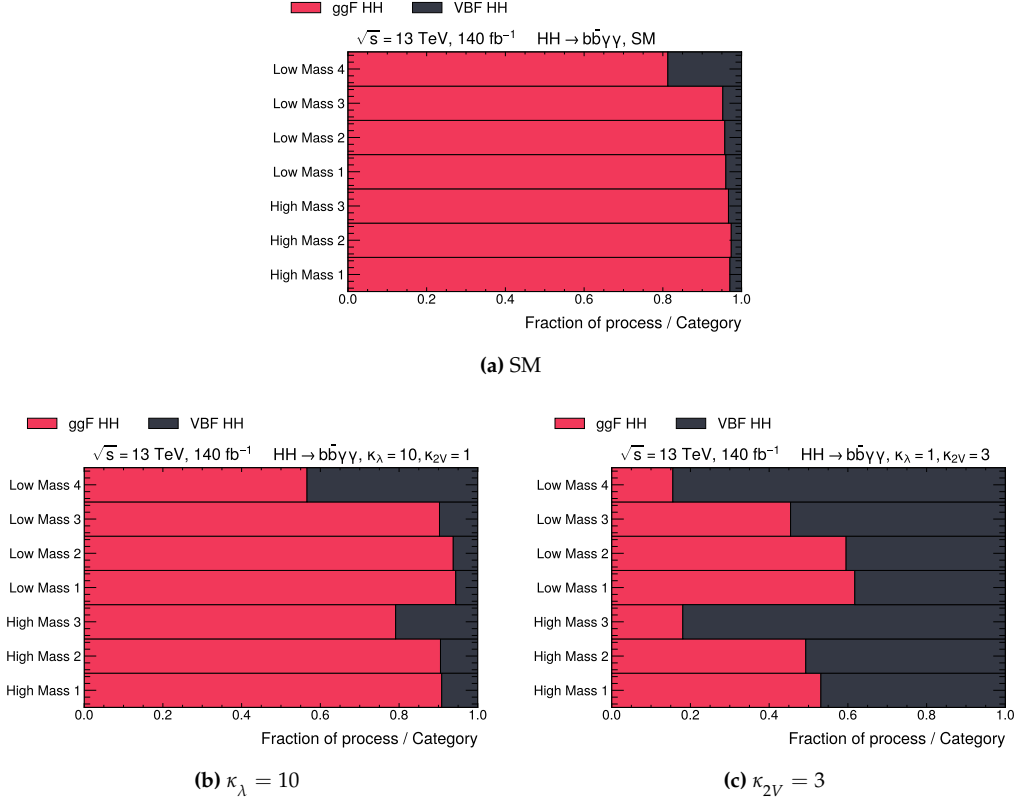 ggF HH VBF HH
√s = 13 TeV, 140 fb⁻¹ HH → bb̄γγ, SM
Low Mass 4
Low Mass 3
Low Mass 2
Low Mass 1
High Mass 3
High Mass 2
High Mass 1
0.0 0.2 0.4 0.6 0.8 1.0
Fraction of process / Category
(a) SM
ggF HH VBF HH
√s = 13 TeV, 140 fb⁻¹ HH → bb̄γγ, κλ = 10, κ2V = 1
Low Mass 4
Low Mass 3
Low Mass 2
Low Mass 1
High Mass 3
High Mass 2
High Mass 1
0.0 0.2 0.4 0.6 0.8 1.0
Fraction of process / Category
(b) κλ = 10
ggF HH VBF HH
√s = 13 TeV, 140 fb⁻¹ HH → bb̄γγ, κλ = 1, κ2V = 3
Low Mass 4
Low Mass 3
Low Mass 2
Low Mass 1
High Mass 3
High Mass 2
High Mass 1
0.0 0.2 0.4 0.6 0.8 1.0
Fraction of process / Category
(c) κ2V = 3